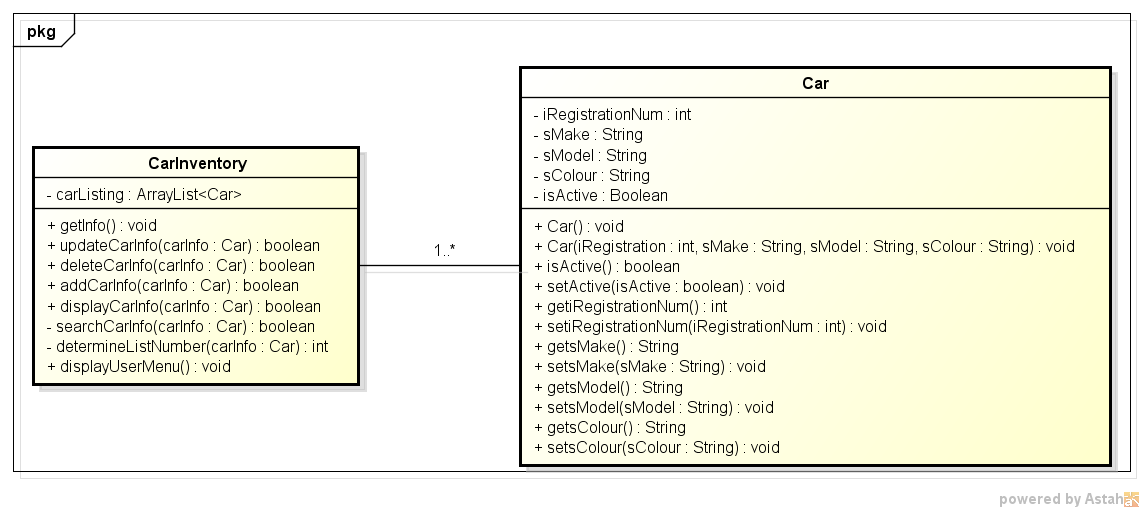 pkg
CarInventory
- carListing : ArrayList<Car>
+ getInfo() : void
+ updateCarInfo(carInfo : Car) : boolean
+ deleteCarInfo(carInfo : Car) : boolean
+ addCarInfo(carInfo : Car) : boolean
+ displayCarInfo(carInfo : Car) : boolean
- searchCarInfo(carInfo : Car) : boolean
- determineListNumber(carInfo : Car) : int
+ displayUserMenu() : void
1..*
Car
- iRegistrationNum : int
- sMake : String
- sModel : String
- sColour : String
- isActive : Boolean
+ Car() : void
+ Car(iRegistration : int, sMake : String, sModel : String, sColour : String) : void
+ isActive() : boolean
+ setActive(isActive : boolean) : void
+ getiRegistrationNum() : int
+ setiRegistrationNum(iRegistrationNum : int) : void
+ getsMake() : String
+ setsMake(sMake : String) : void
+ getsModel() : String
+ setsModel(sModel : String) : void
+ getsColour() : String
+ setsColour(sColour : String) : void
powered by Astah